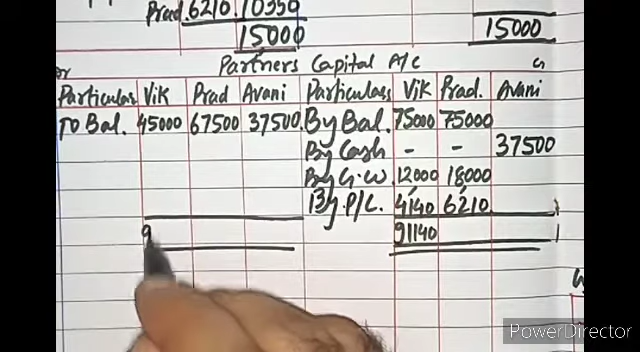 Prad. 6210. 10350
15000 15000
Partners Capital A/C
Particulars Vik Prad Avani Particulars Vik Prad. Avani
To Bal. 45000 67500 37500. By Bal. 75000 75000
By Cash - - 37500
By G.W 12000 18000
By P/L. 4140 6210
9 91140
PowerDirector